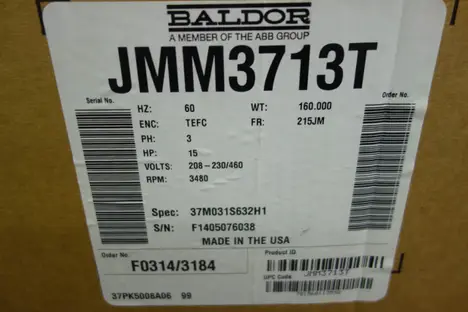 BALDOR
A MEMBER OF THE ABB GROUP
JMM3713T
Serial No.
Order No.
HZ: 60 WT: 160.000
ENC: TEFC FR: 215JM
PH: 3
HP: 15
VOLTS: 208-230/460
RPM: 3480
Spec: 37M031S632H1
S/N: F1405076038
MADE IN THE USA
Order No.
F0314/3184
Product ID
JMM3713T
UPC Code
37PK5008A06 99